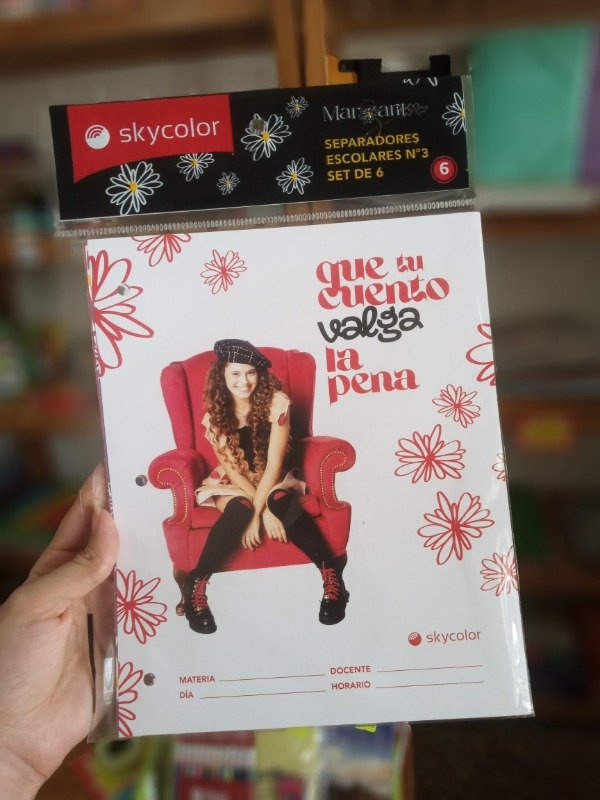 skycolor
Margarita
SEPARADORES
ESCOLARES N°3
SET DE 6
6
que tu
cuento
valga
la
pena
skycolor
MATERIA
DOCENTE
DÍA
HORARIO